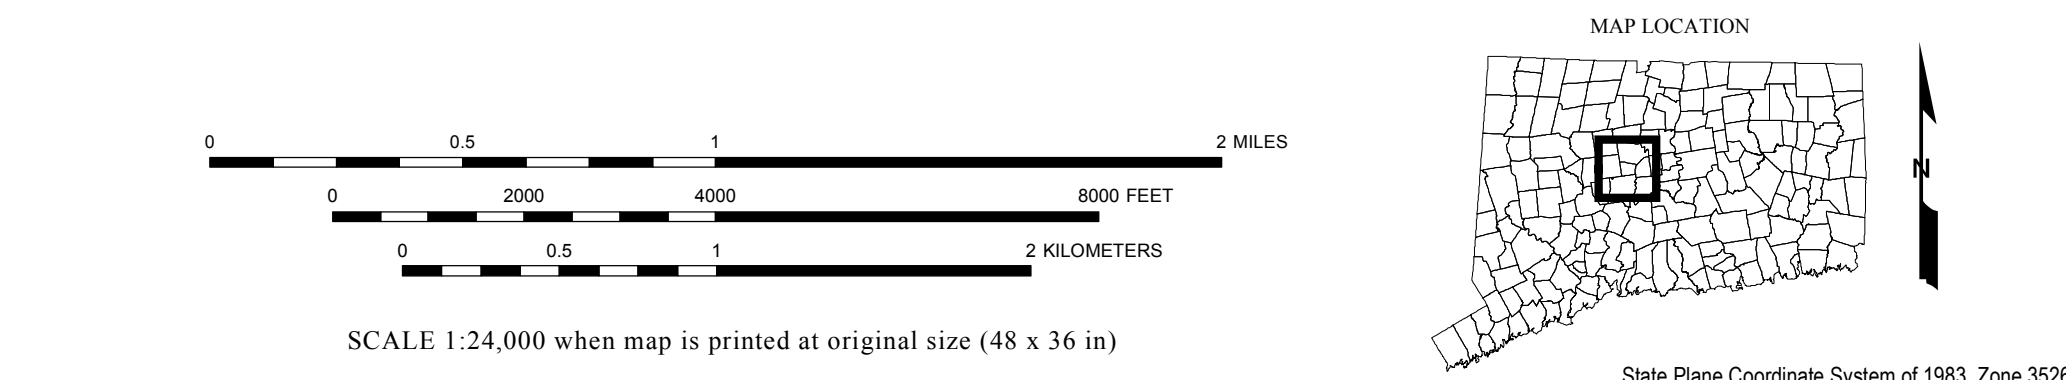 MAP LOCATION
0 0.5 1 2 MILES
0 2000 4000 8000 FEET
0 0.5 1 2 KILOMETERS
N
SCALE 1:24,000 when map is printed at original size (48 x 36 in)
State Plane Coordinate System of 1983, Zone 3526